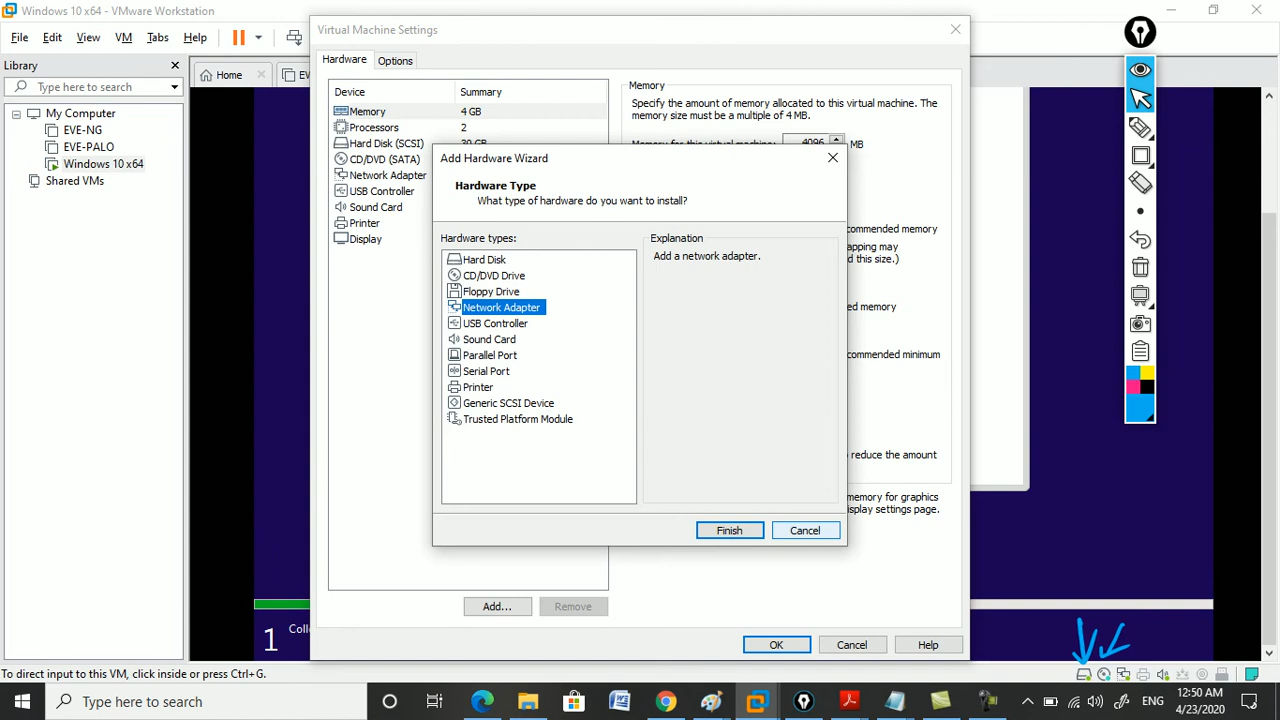 Windows 10 x64 - VMware Workstation
File Edit View VM Tabs Help
Library
Type here to search
My Computer
EVE-NG
EVE-PALO
Windows 10 x64
Shared VMs
Home
Virtual Machine Settings
Hardware Options
Device Summary
Memory 4 GB
Processors 2
Hard Disk (SCSI)
CD/DVD (SATA)
Network Adapter
USB Controller
Sound Card
Printer
Display
Memory
Specify the amount of memory allocated to this virtual machine. The
memory size must be a multiple of 4 MB.
4096 MB
memory
memory
minimum
reduce the amount
memory for graphics
settings page.
Add Hardware Wizard
Hardware Type
What type of hardware do you want to install?
Hardware types:
Hard Disk
CD/DVD Drive
Floppy Drive
Network Adapter
USB Controller
Sound Card
Parallel Port
Serial Port
Printer
Generic SCSI Device
Trusted Platform Module
Explanation
Add a network adapter.
Finish Cancel
Add... Remove
OK Cancel Help
1
To direct input to this VM, click inside or press Ctrl+G.
Type here to search
ENG
12:50 AM
4/23/2020